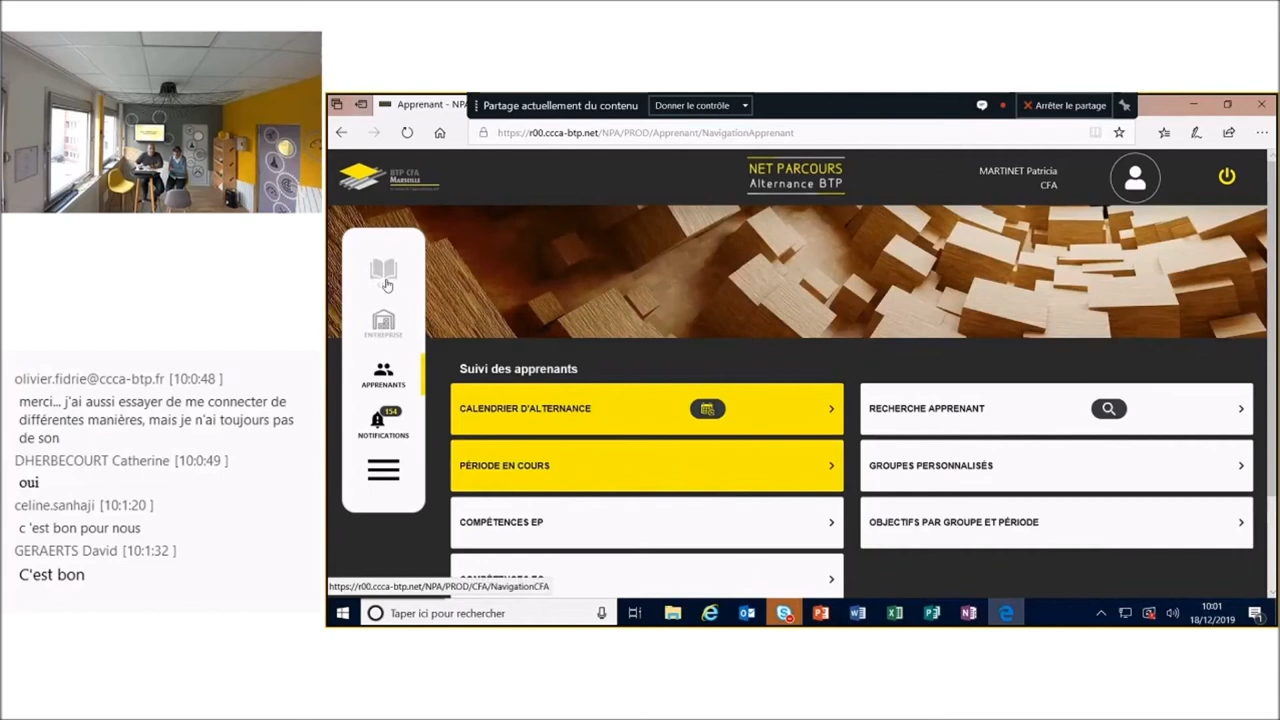 olivier.fidrie@ccca-btp.fr [10:0:48 ]
merci... j'ai aussi essayer de me connecter de
différentes manières, mais je n'ai toujours pas
de son
DHERBECOURT Catherine [10:0:49 ]
oui
celine.sanhaji [10:1:20 ]
c 'est bon pour nous
GERAERTS David [10:1:32 ]
C'est bon
Apprenant - NPA
Partage actuellement du contenu
Donner le contrôle
Arrêter le partage
https://r00.ccca-btp.net/NPA/PROD/Apprenant/NavigationApprenant
BTP CFA
MARSEILLE
NET PARCOURS
Alternance BTP
MARTINET Patricia
CFA
ENTREPRISE
APPRENANTS
154
NOTIFICATIONS
Suivi des apprenants
CALENDRIER D'ALTERNANCE
RECHERCHE APPRENANT
PÉRIODE EN COURS
GROUPES PERSONNALISÉS
COMPÉTENCES EP
OBJECTIFS PAR GROUPE ET PÉRIODE
https://r00.ccca-btp.net/NPA/PROD/CFA/NavigationCFA
Taper ici pour rechercher
10:01
18/12/2019